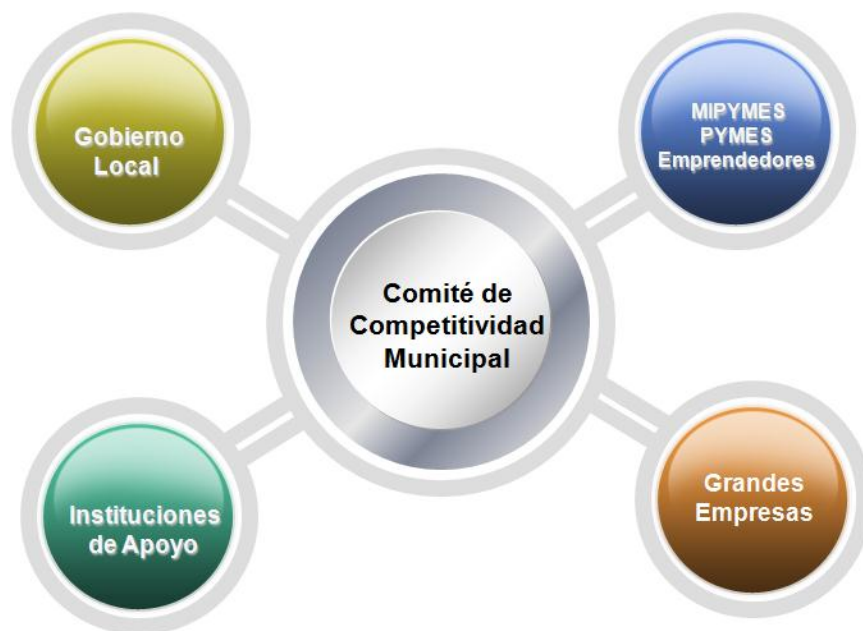 Gobierno
Local
MIPYMES
PYMES
Emprendedores
Comité de
Competitividad
Municipal
Instituciones
de Apoyo
Grandes
Empresas